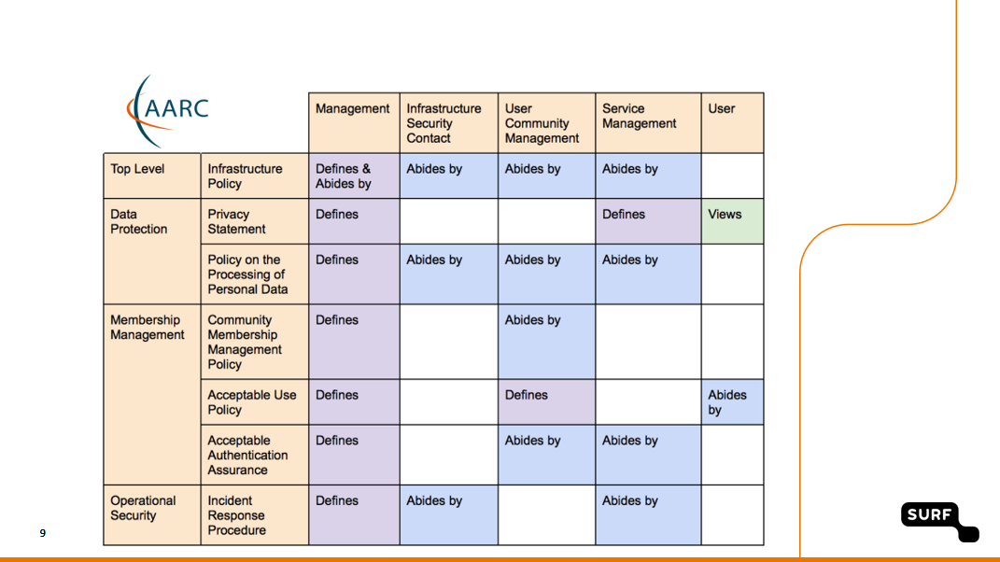 AARC
Management
Infrastructure
Security
Contact
User
Community
Management
Service
Management
User
Top Level
Infrastructure
Policy
Defines &
Abides by
Abides by
Abides by
Abides by
Data
Protection
Privacy
Statement
Defines
Defines
Views
Policy on the
Processing of
Personal Data
Defines
Abides by
Abides by
Abides by
Membership
Management
Community
Membership
Management
Policy
Defines
Abides by
Acceptable Use
Policy
Defines
Defines
Abides
by
Acceptable
Authentication
Assurance
Defines
Abides by
Abides by
Operational
Security
Incident
Response
Procedure
Defines
Abides by
Abides by
9
SURF